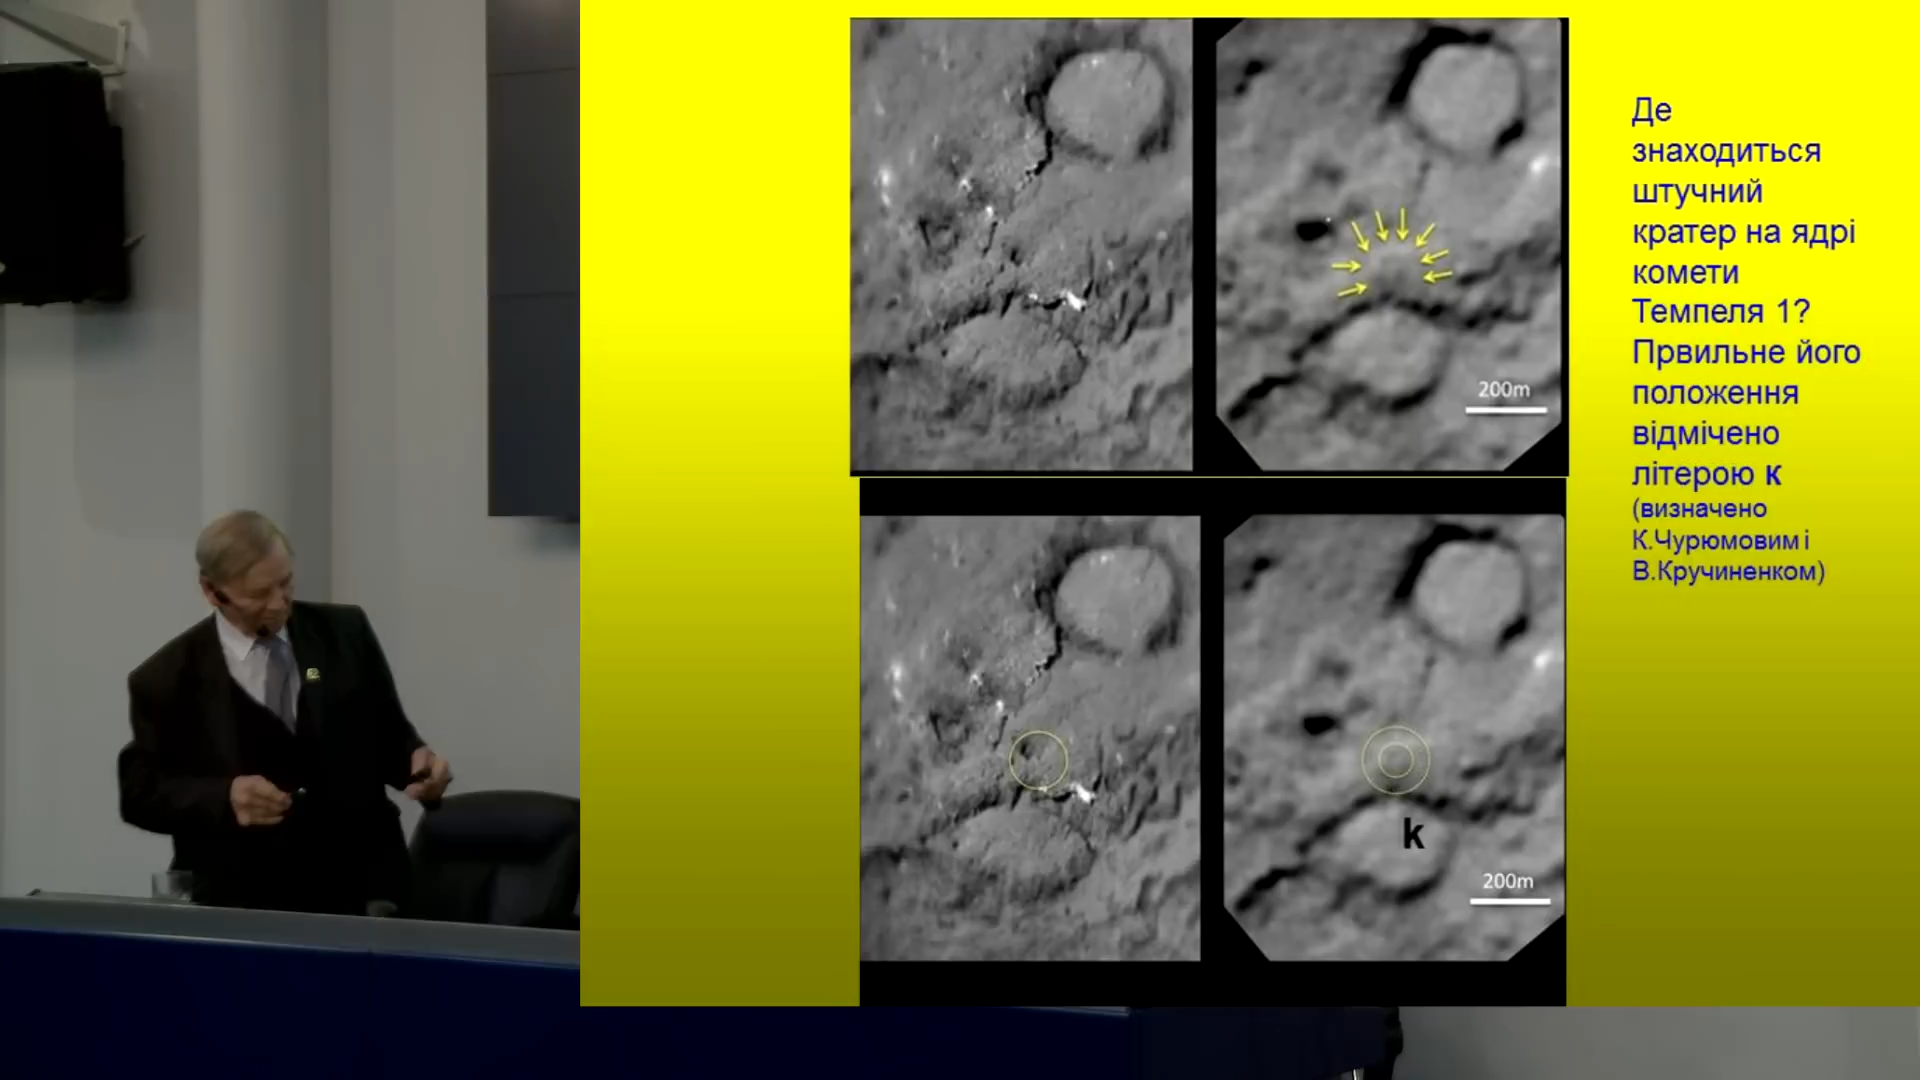 Де
знаходиться
штучний
кратер на ядрі
комети
Темпеля 1?
Првильне його
положення
відмічено
літерою к
(визначено
К.Чурюмовим і
В.Кручиненком)
200m
k
200m